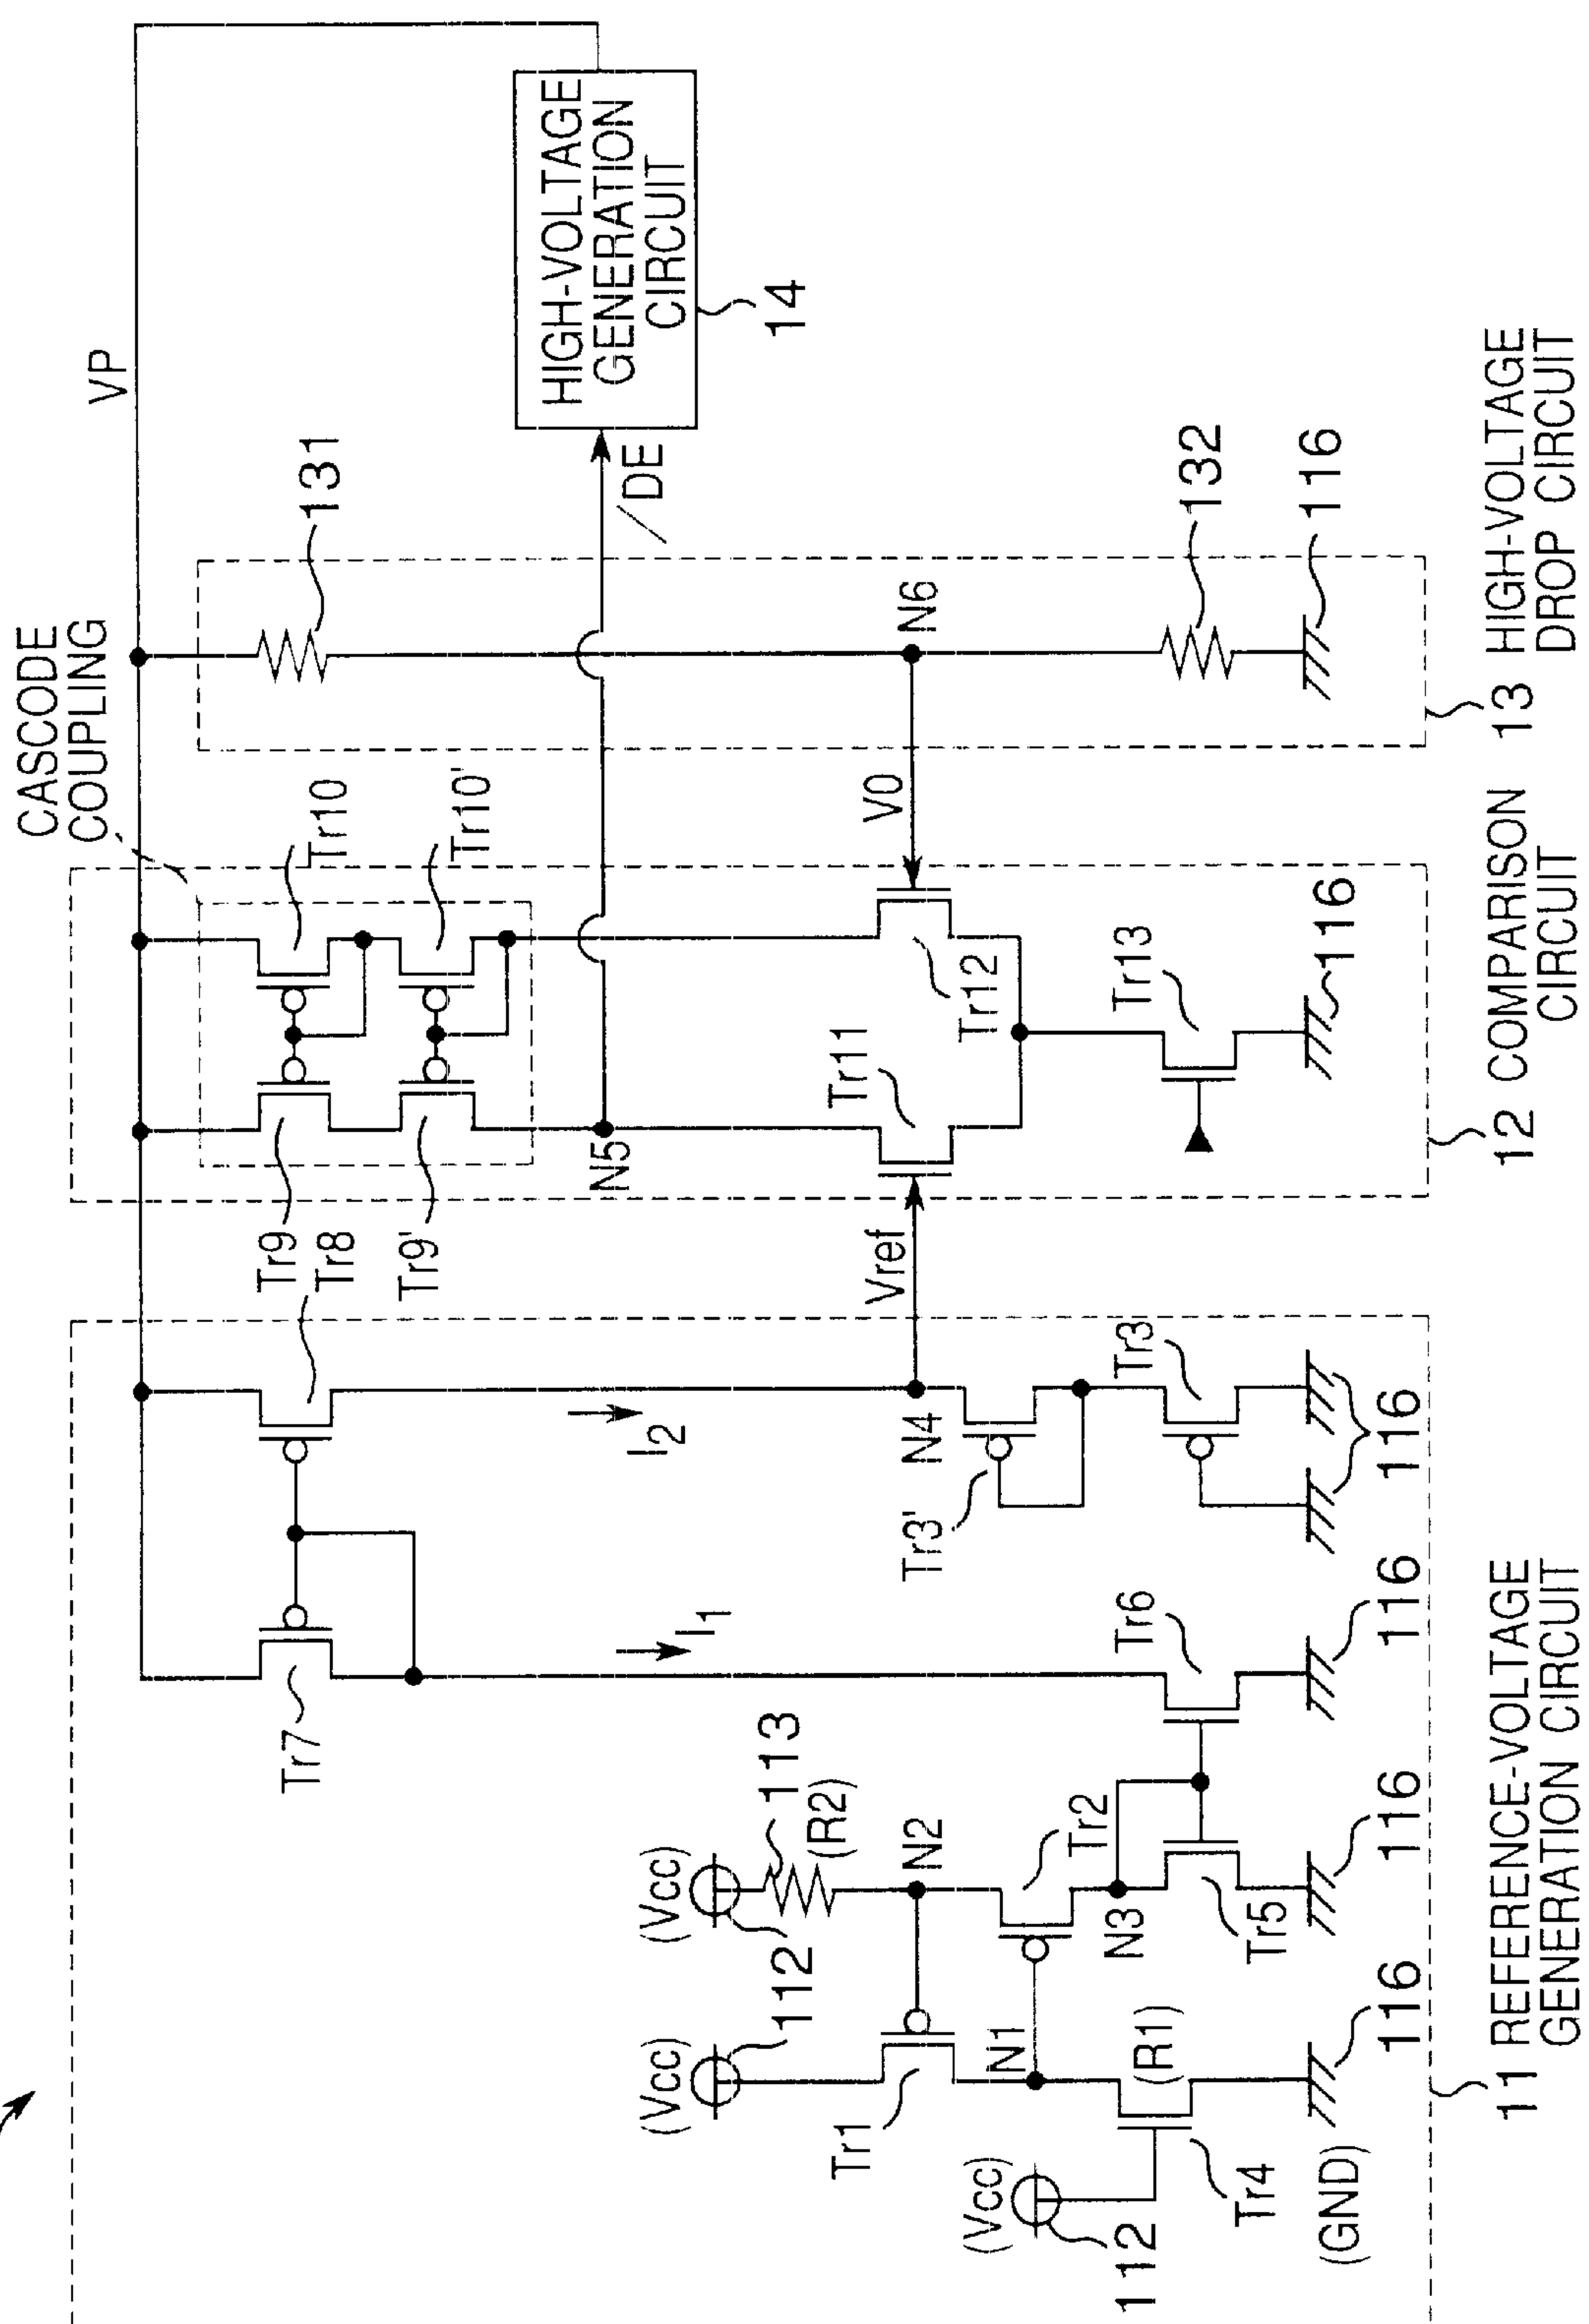 VP
CASCODE
COUPLING
131
HIGH-VOLTAGE
GENERATION
CIRCUIT
14
DE
Tr10
Tr10'
Tr9
Tr8
Tr9'
N5
N6
V0
Vref
Tr11
Tr12
Tr13
132
116
116
13 HIGH-VOLTAGE
DROP CIRCUIT
12 COMPARISON
CIRCUIT
Tr7
I1
I2
N4
Tr3'
Tr3
116
Tr6
116
(Vcc)
112
113
(R2)
N2
Tr2
N3
Tr5
116
(Vcc)
Tr1
N1
(R1)
116
(Vcc)
112
Tr4
(GND)
11 REFERENCE-VOLTAGE
GENERATION CIRCUIT